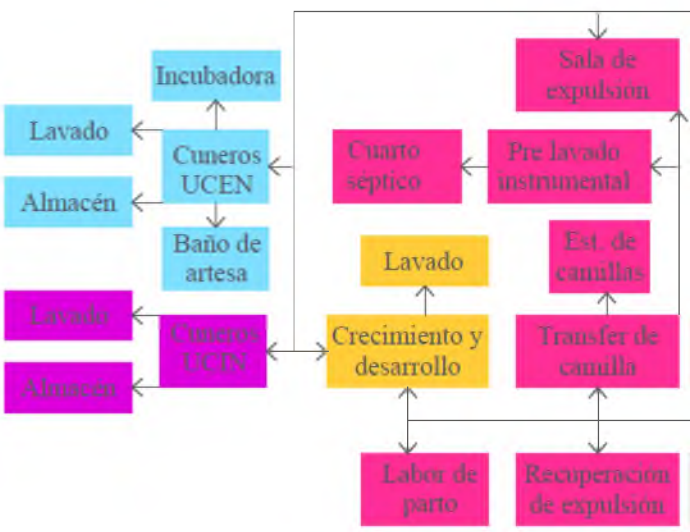 Sala de
expulsión
Incubadora
Lavado
Cuneros
UCEN
Cuarto
séptico
Pre lavado
instrumental
Almacén
Baño de
artesa
Est. de
camillas
Lavado
Lavado
Cuneros
UCIN
Crecimiento y
desarrollo
Transfer de
camilla
Almacén
Labor de
parto
Recuperación
de expulsión